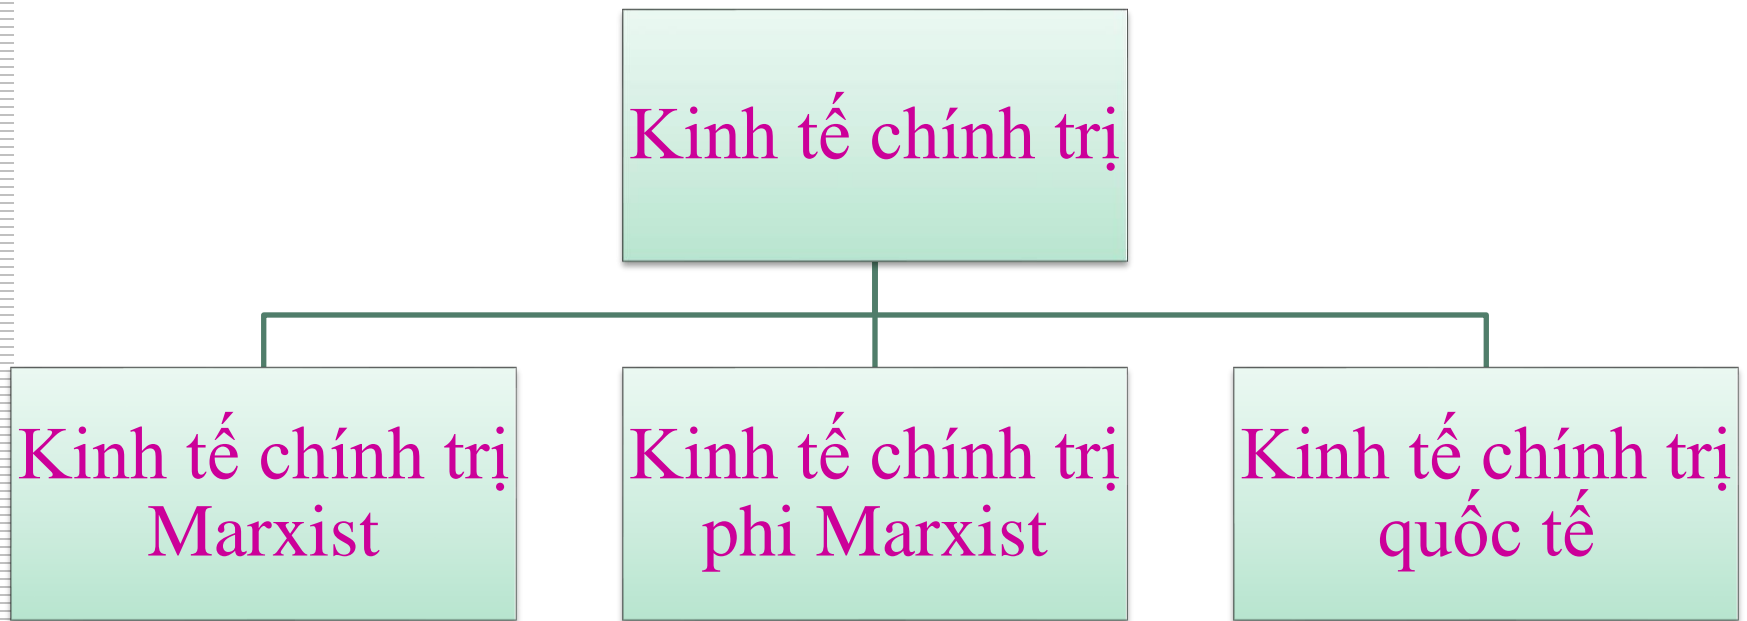 Kinh tế chính trị
Kinh tế chính trị
Marxist
Kinh tế chính trị
phi Marxist
Kinh tế chính trị
quốc tế